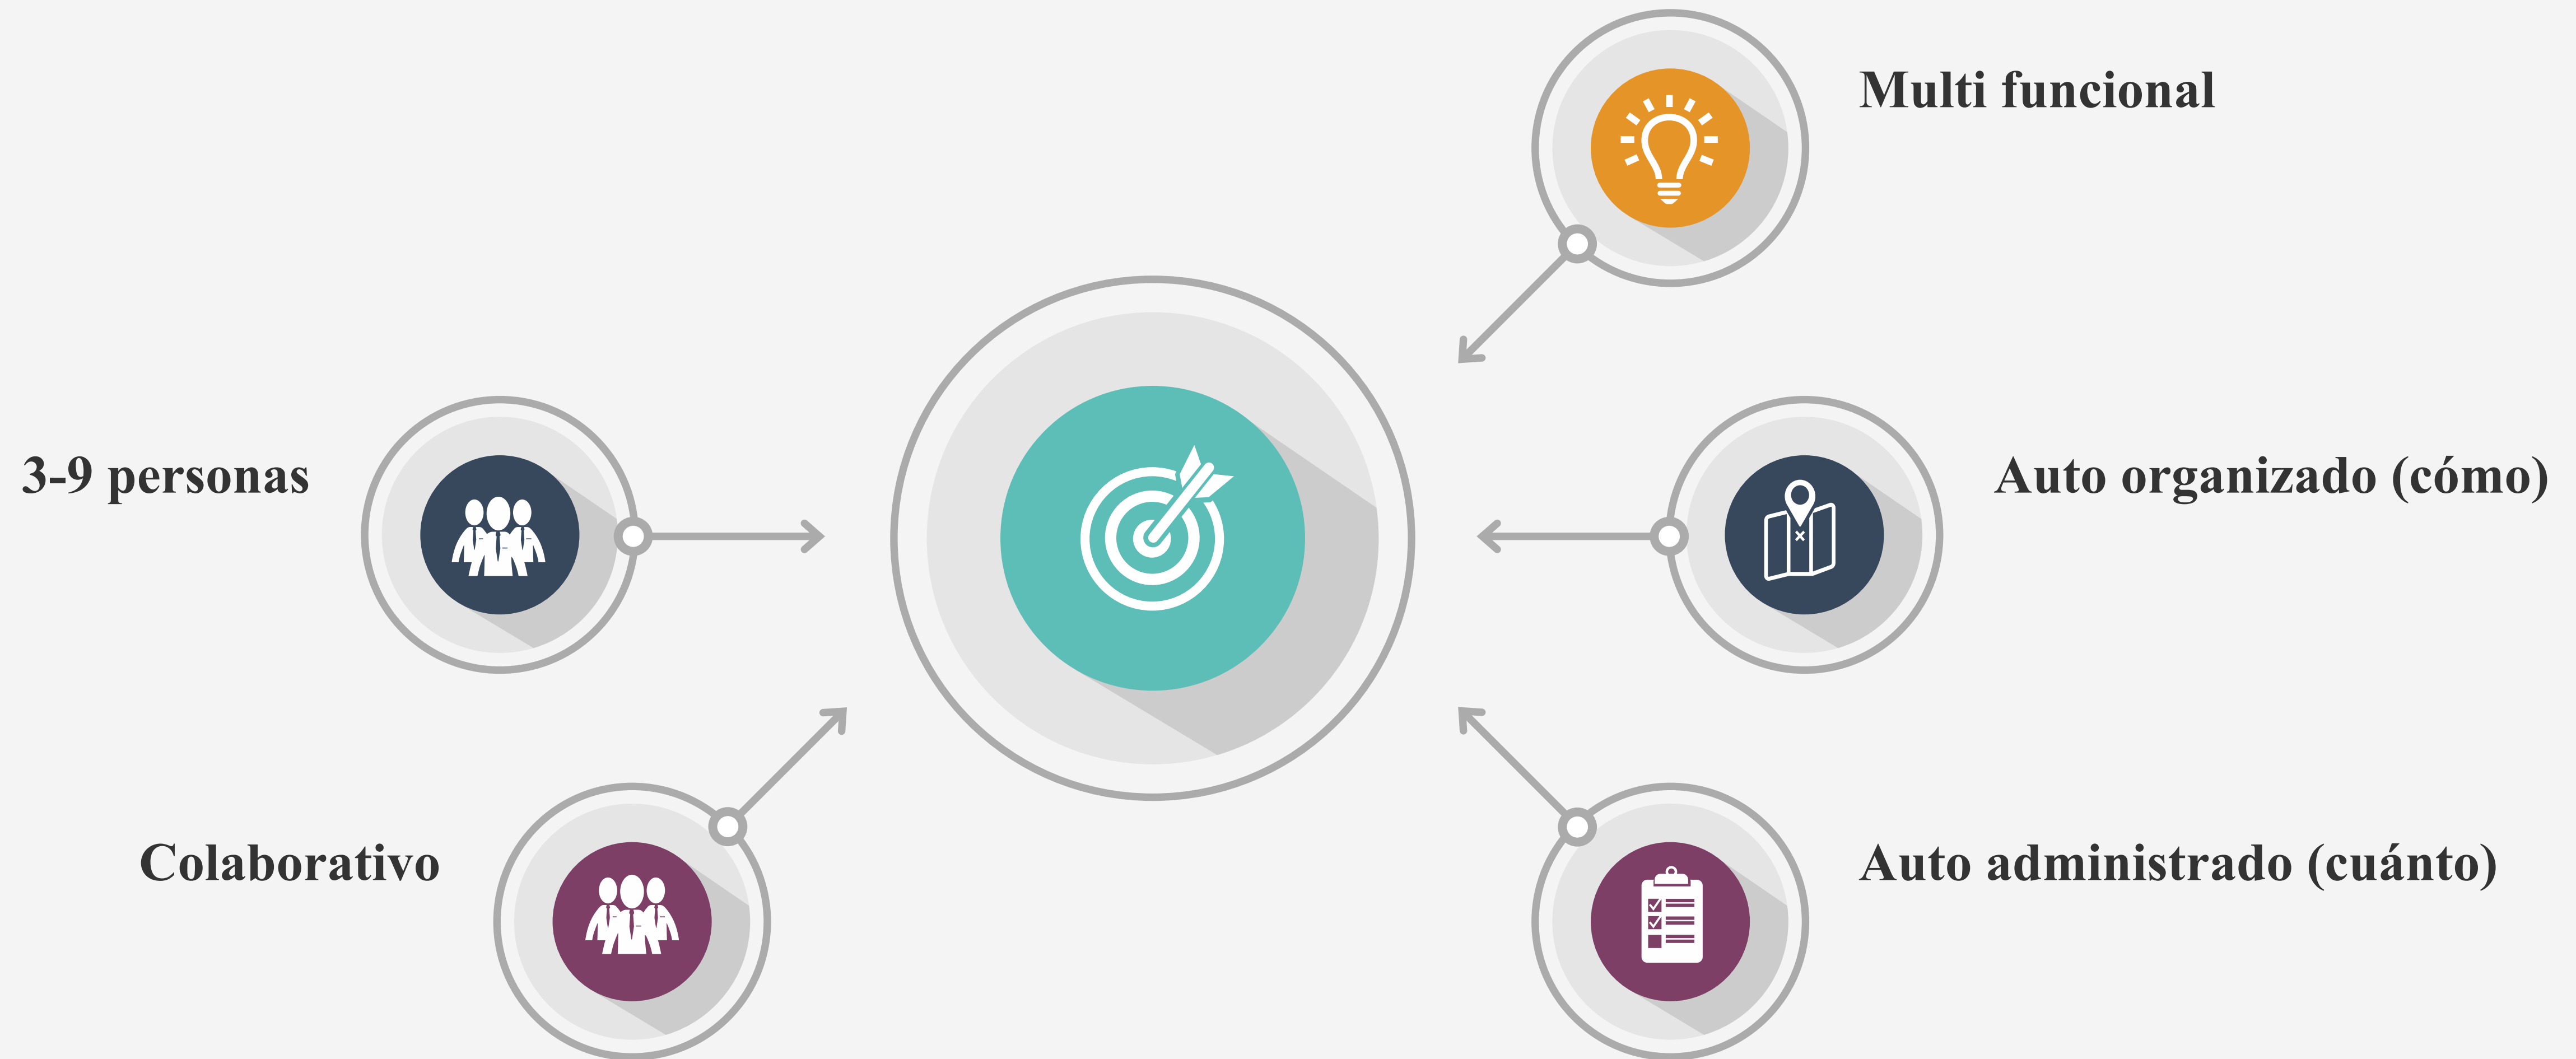 Multi funcional
3-9 personas
Auto organizado (cómo)
Colaborativo
Auto administrado (cuánto)